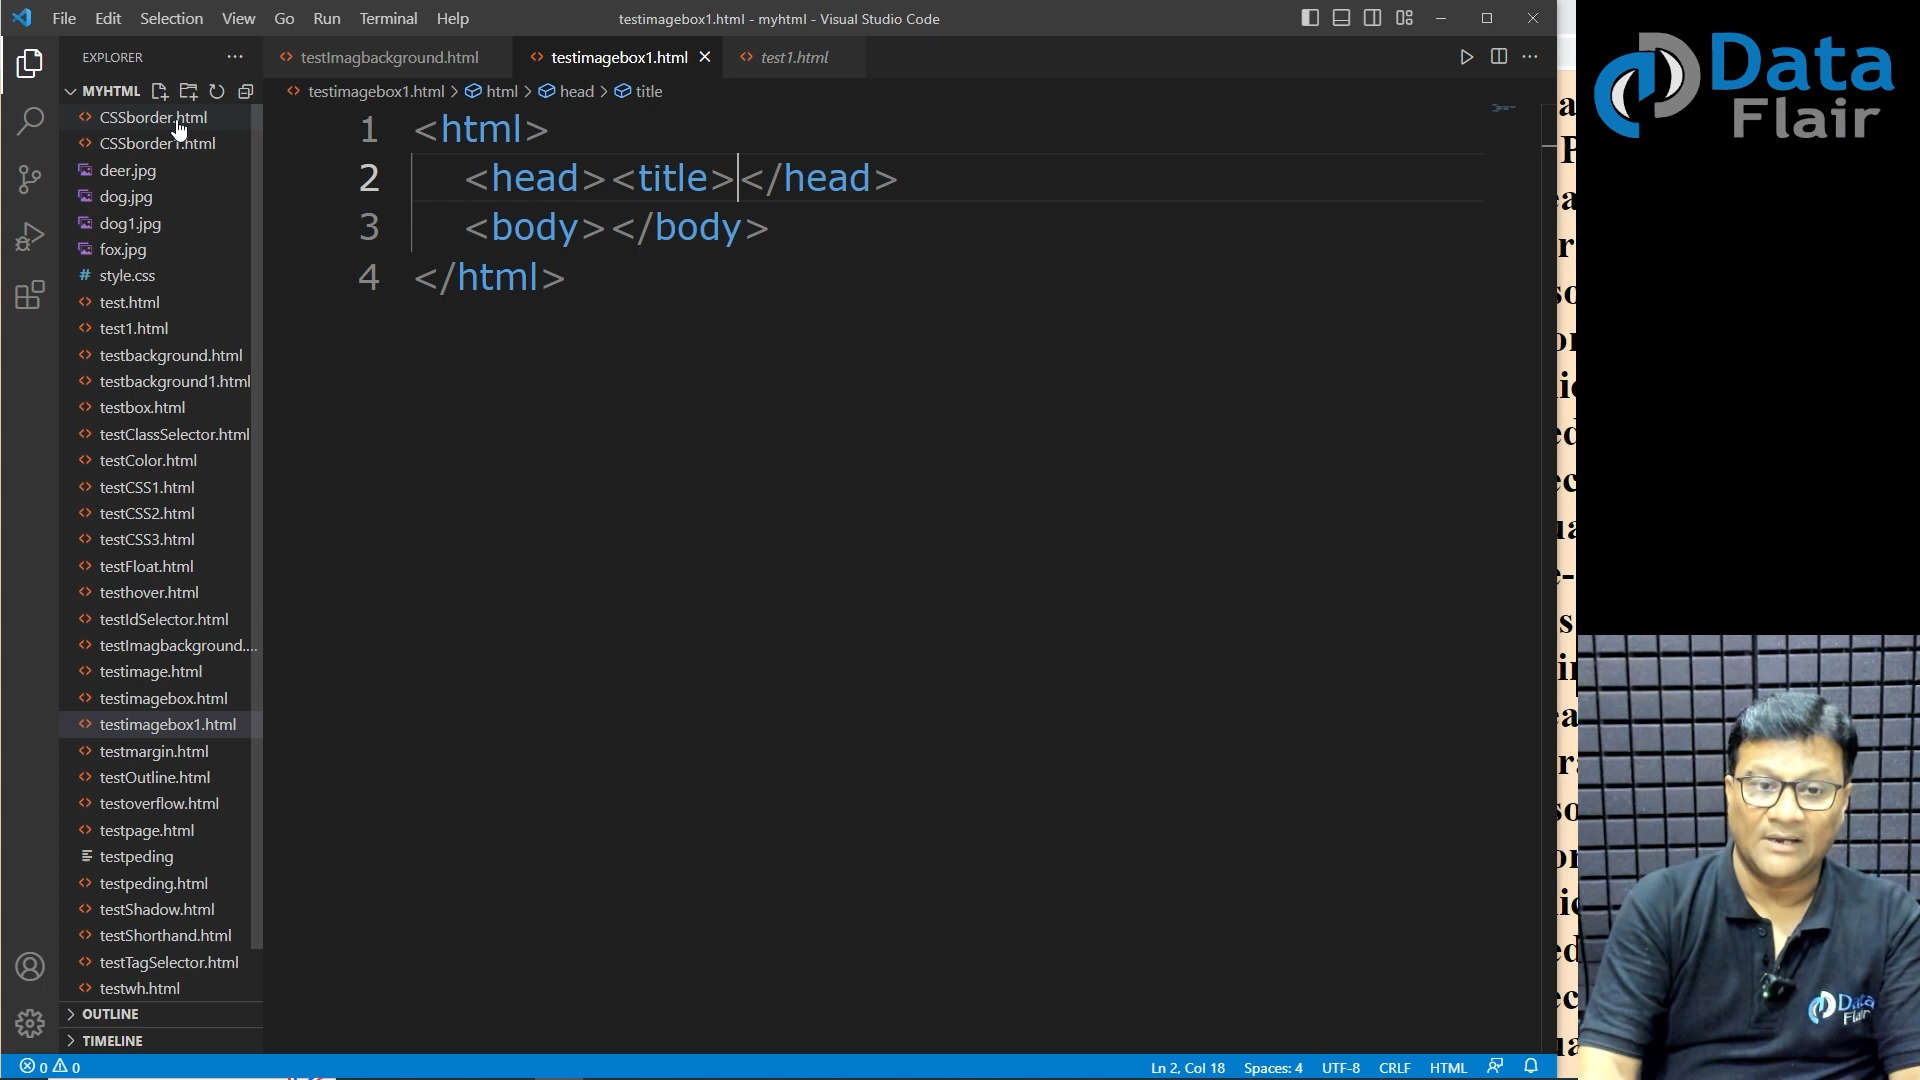 File Edit Selection View Go Run Terminal Help
testimagebox1.html - myhtml - Visual Studio Code
EXPLORER
testImagbackground.html
testimagebox1.html
test1.html
MYHTML
testimagebox1.html > html > head > title
CSSborder.html
CSSborder1.html
deer.jpg
dog.jpg
dog1.jpg
fox.jpg
style.css
test.html
test1.html
testbackground.html
testbackground1.html
testbox.html
testClassSelector.html
testColor.html
testCSS1.html
testCSS2.html
testCSS3.html
testFloat.html
testhover.html
testIdSelector.html
testImagbackground....
testimage.html
testimagebox.html
testimagebox1.html
testmargin.html
testOutline.html
testoverflow.html
testpage.html
testpeding
testpeding.html
testShadow.html
testShorthand.html
testTagSelector.html
testwh.html
OUTLINE
TIMELINE
1 <html>
2 <head><title></head>
3 <body></body>
4 </html>
0 0
Ln 2, Col 18 Spaces: 4 UTF-8 CRLF HTML
Data
Flair
Data
Flair